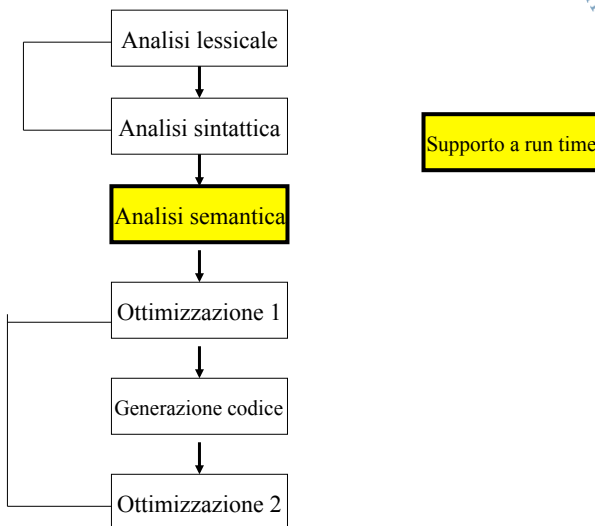 Analisi lessicale
Analisi sintattica
Supporto a run time
Analisi semantica
Ottimizzazione 1
Generazione codice
Ottimizzazione 2